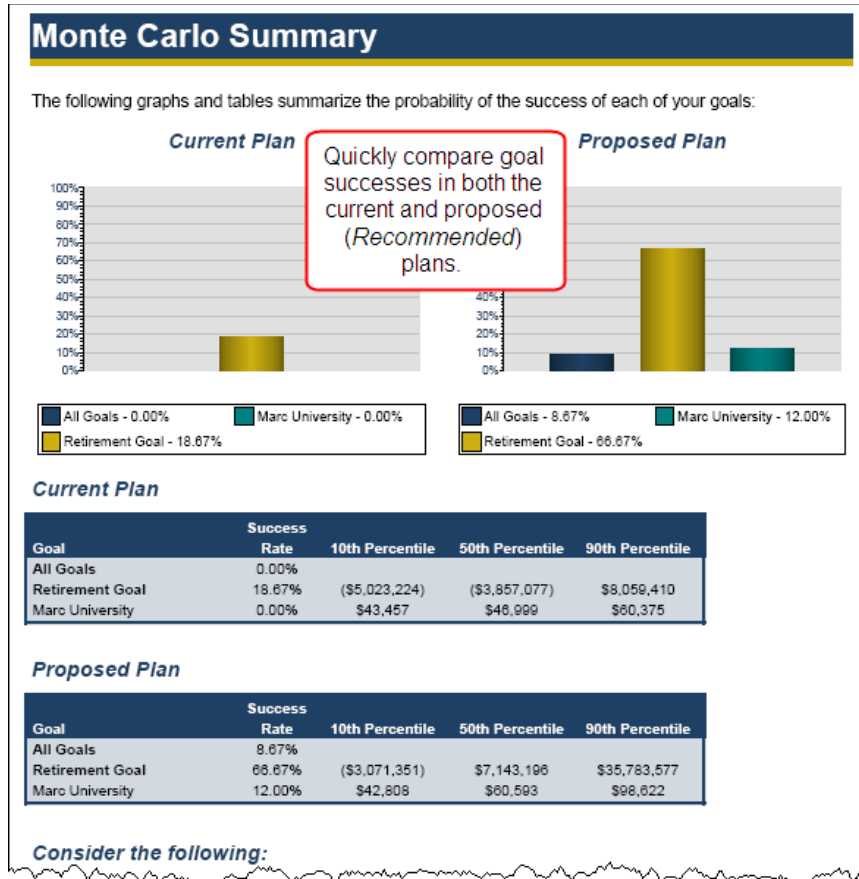 Monte Carlo Summary
The following graphs and tables summarize the probability of the success of each of your goals:
Current Plan
Quickly compare goal
successes in both the
current and proposed
(Recommended)
plans.
Proposed Plan
100%
90%
80%
70%
60%
50%
40%
30%
20%
10%
0%
40%
30%
20%
10%
0%
All Goals - 0.00% Marc University - 0.00%
Retirement Goal - 18.67%
All Goals - 8.67% Marc University - 12.00%
Retirement Goal - 66.67%
Current Plan
Success
Goal Rate 10th Percentile 50th Percentile 90th Percentile
All Goals 0.00%
Retirement Goal 18.67% ($5,023,224) ($3,857,077) $8,059,410
Marc University 0.00% $43,457 $46,999 $60,375
Proposed Plan
Success
Goal Rate 10th Percentile 50th Percentile 90th Percentile
All Goals 8.67%
Retirement Goal 66.67% ($3,071,351) $7,143,196 $35,783,577
Marc University 12.00% $42,808 $60,593 $98,622
Consider the following: